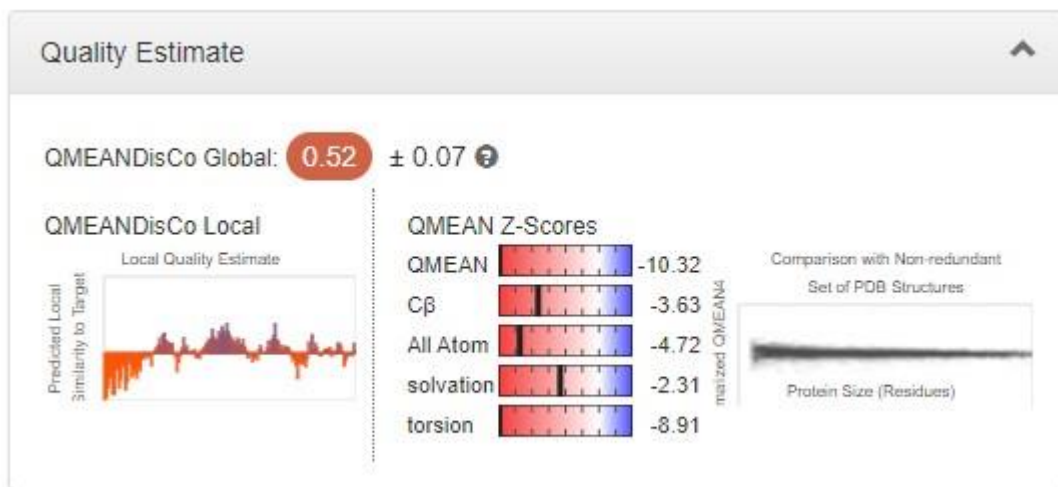 Quality Estimate
QMEANDisCo Global: 0.52 ± 0.07 ?
QMEANDisCo Local
Local Quality Estimate
Predicted Local
Similarity to Target
QMEAN Z-Scores
QMEAN -10.32
Cβ -3.63
All Atom -4.72
solvation -2.31
torsion -8.91
Comparison with Non-redundant
Set of PDB Structures
malized QMEAN4
Protein Size (Residues)